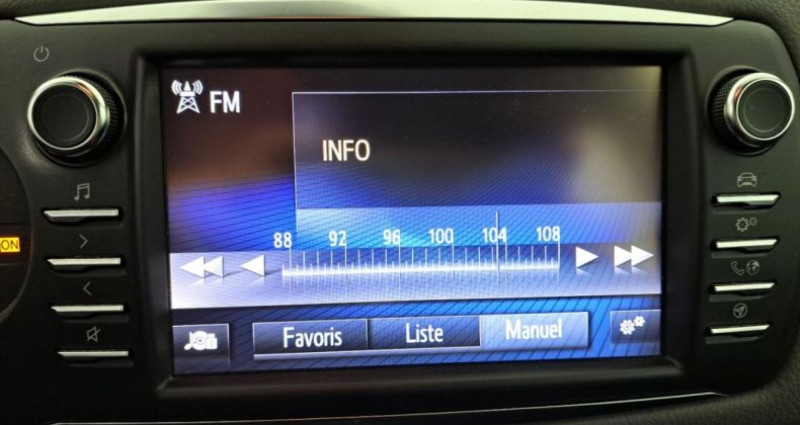 FM
INFO
88 92 96 100 104 108
ON
Favoris Liste Manuel